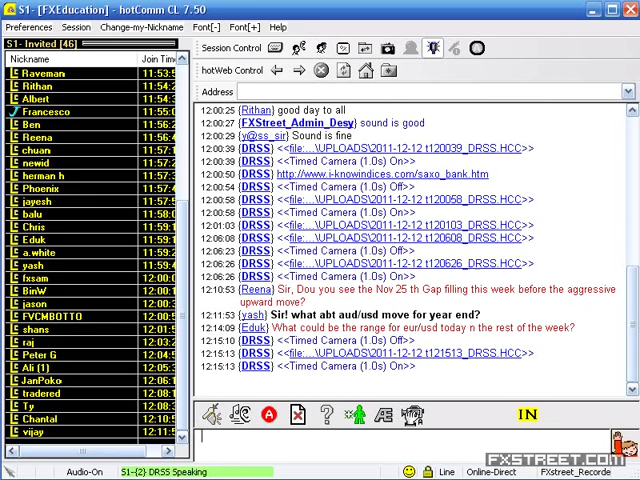 S1- [FXEducation] - hotComm CL 7.50
Preferences Session Change-my-Nickname Font[-] Font[+] Help
S1- Invited [46]
Nickname Join Tim
Raveman 11:53:5
Rithan 11:54:2
Albert 11:54:3
Francesco 11:55:0
Ben 11:56:2
Reena 11:56:4
chuan 11:57:1
newid 11:57:2
herman h 11:57:3
Phoenix 11:57:4
jayesh 11:57:5
balu 11:58:0
Chris 11:59:1
Eduk 11:59:1
a.white 11:59:2
yash 11:59:4
fxsam 12:00:0
BinW 12:00:1
jason 12:00:3
FVCMBOTTO 12:00:5
shans 12:01:5
raj 12:03:2
Peter G 12:04:3
Ali (1) 12:05:3
JanPoko 12:06:1
tradered 12:08:1
Ty 12:08:3
Chantal 12:10:5
vijay 12:11:5
Session Control
hotWeb Control
Address
12:00:25 {Rithan} good day to all
12:00:27 {FXStreet_Admin_Desy} sound is good
12:00:29 {y@ss_sir} Sound is fine
12:00:39 {DRSS} <<file:...\UPLOADS\2011-12-12 t120039_DRSS.HCC>>
12:00:39 {DRSS} <<Timed Camera (1.0s) On>>
12:00:50 {DRSS} http://www.i-knowindices.com/saxo_bank.htm
12:00:54 {DRSS} <<Timed Camera (1.0s) Off>>
12:00:58 {DRSS} <<file:...\UPLOADS\2011-12-12 t120058_DRSS.HCC>>
12:00:58 {DRSS} <<Timed Camera (1.0s) On>>
12:01:03 {DRSS} <<file:...\UPLOADS\2011-12-12 t120103_DRSS.HCC>>
12:06:08 {DRSS} <<file:...\UPLOADS\2011-12-12 t120608_DRSS.HCC>>
12:06:23 {DRSS} <<Timed Camera (1.0s) Off>>
12:06:26 {DRSS} <<file:...\UPLOADS\2011-12-12 t120626_DRSS.HCC>>
12:06:26 {DRSS} <<Timed Camera (1.0s) On>>
12:10:53 {Reena} Sir, Dou you see the Nov 25 th Gap filling this week before the aggressive
upward move?
12:11:53 {yash} Sir! what abt aud/usd move for year end?
12:14:09 {Eduk} What could be the range for eur/usd today n the rest of the week?
12:15:10 {DRSS} <<Timed Camera (1.0s) Off>>
12:15:13 {DRSS} <<file:...\UPLOADS\2011-12-12 t121513_DRSS.HCC>>
12:15:13 {DRSS} <<Timed Camera (1.0s) On>>
A ? Æ IN
FXSTREET.COM
Audio-On S1-{2} DRSS Speaking Line Online-Direct FXstreet_Recorde